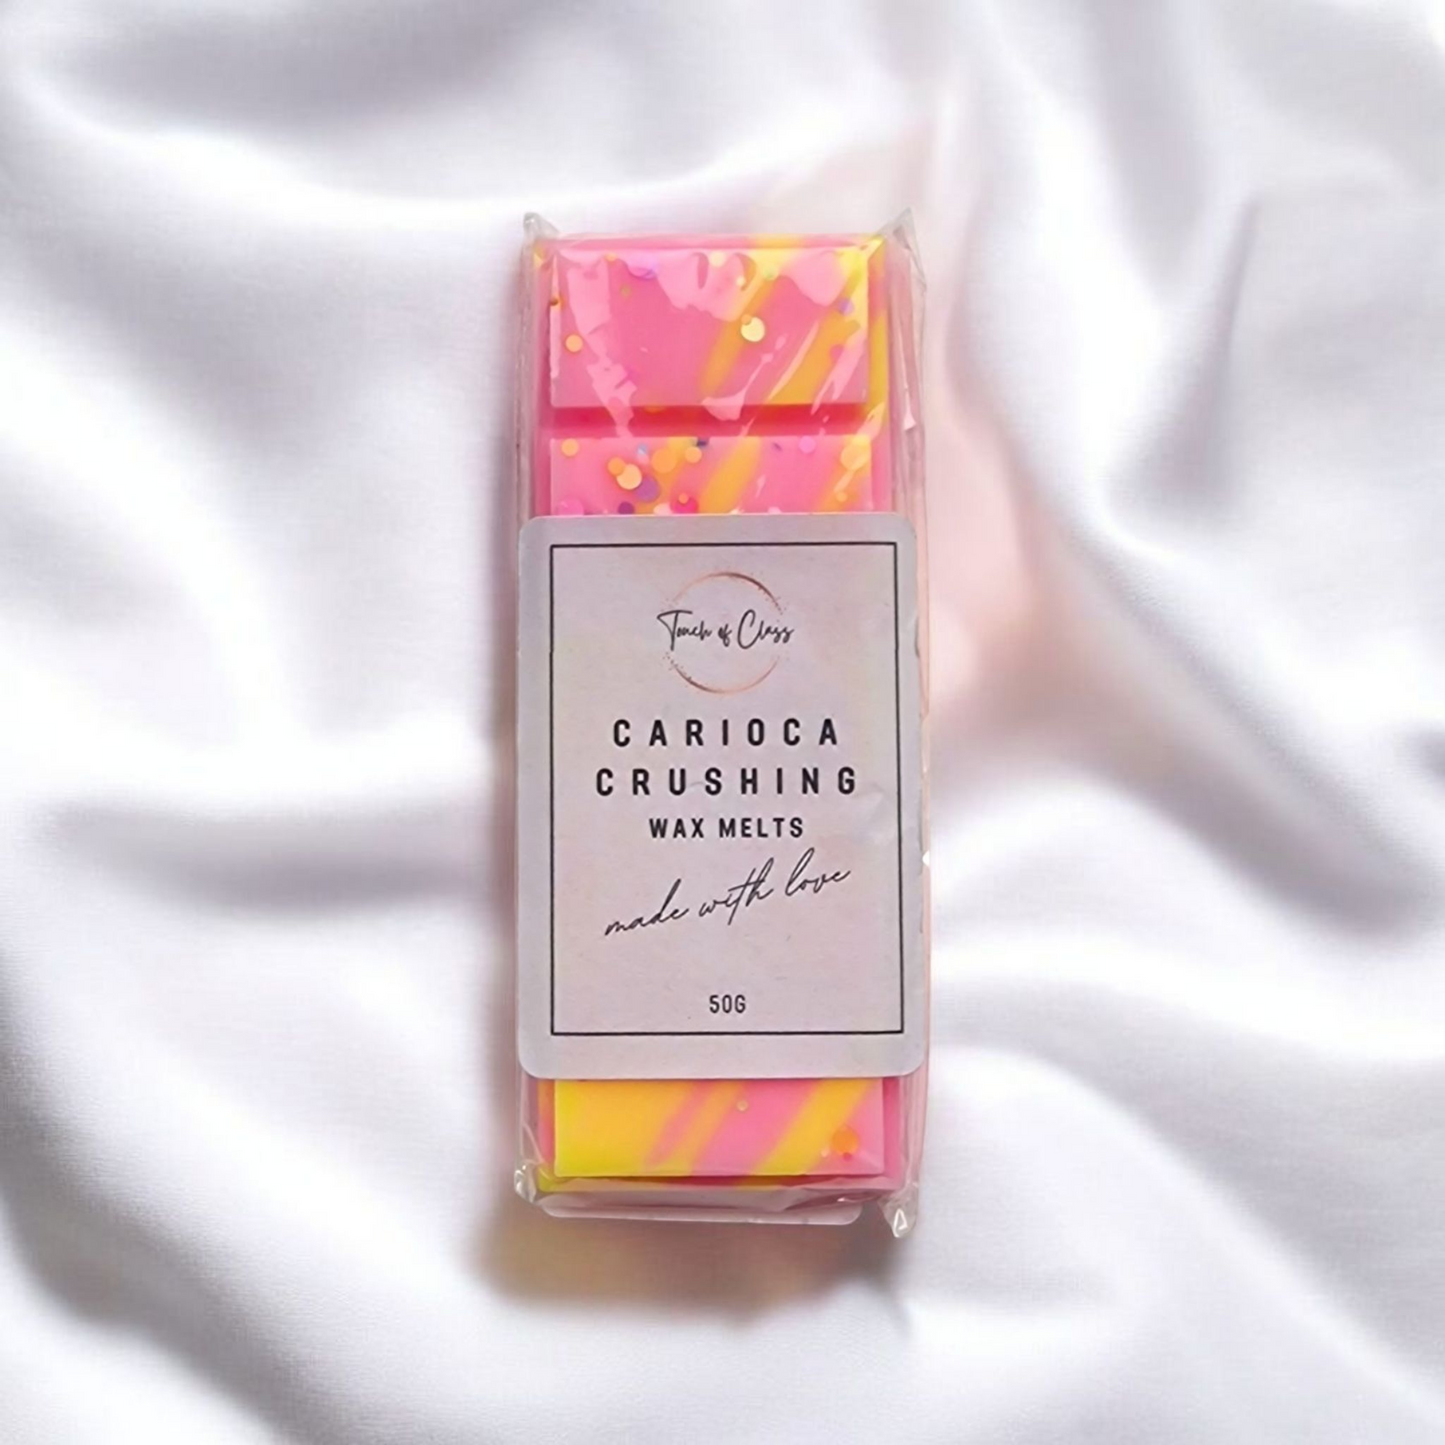 Touch of Class
CARIOCA
CRUSHING
WAX MELTS
made with love
50G